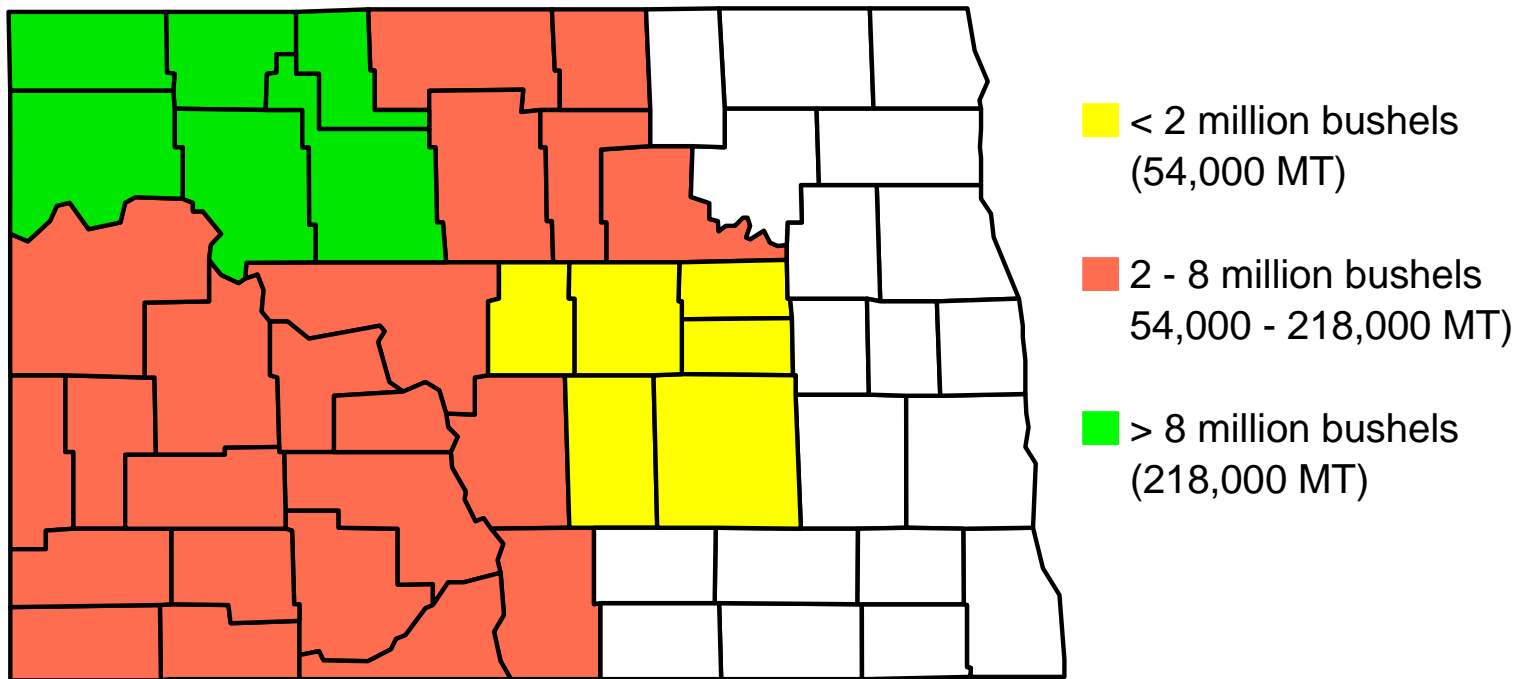 < 2 million bushels
(54,000 MT)
2 - 8 million bushels
54,000 - 218,000 MT)
> 8 million bushels
(218,000 MT)